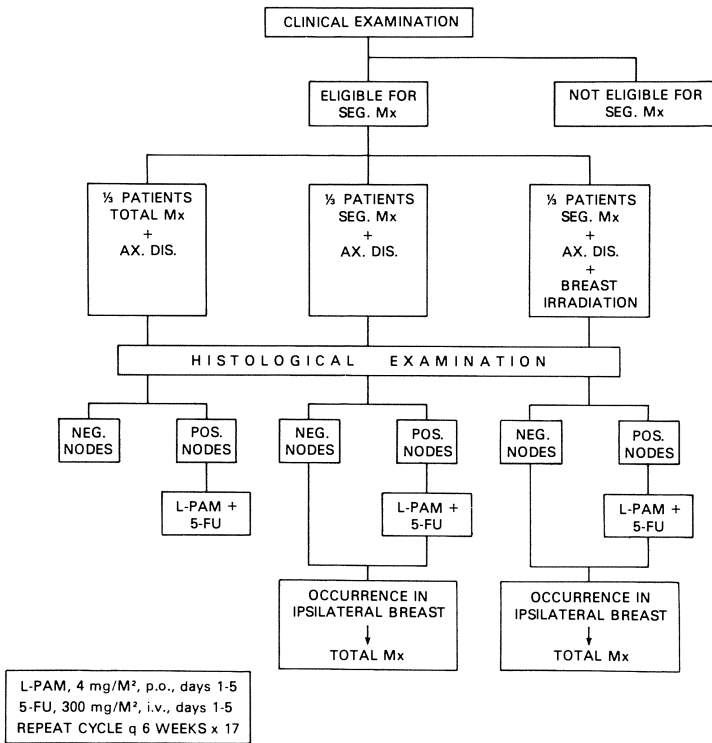 CLINICAL EXAMINATION
ELIGIBLE FOR
SEG. Mx
NOT ELIGIBLE FOR
SEG. Mx
⅓ PATIENTS
TOTAL Mx
+
AX. DIS.
⅓ PATIENTS
SEG. Mx
+
AX. DIS.
⅓ PATIENTS
SEG. Mx
+
AX. DIS.
+
BREAST
IRRADIATION
HISTOLOGICAL EXAMINATION
NEG.
NODES
POS.
NODES
NEG.
NODES
POS.
NODES
NEG.
NODES
POS.
NODES
L-PAM +
5-FU
L-PAM +
5-FU
L-PAM +
5-FU
OCCURRENCE IN
IPSILATERAL BREAST
↓
TOTAL Mx
OCCURRENCE IN
IPSILATERAL BREAST
↓
TOTAL Mx
L-PAM, 4 mg/M², p.o., days 1-5
5-FU, 300 mg/M², i.v., days 1-5
REPEAT CYCLE q 6 WEEKS x 17